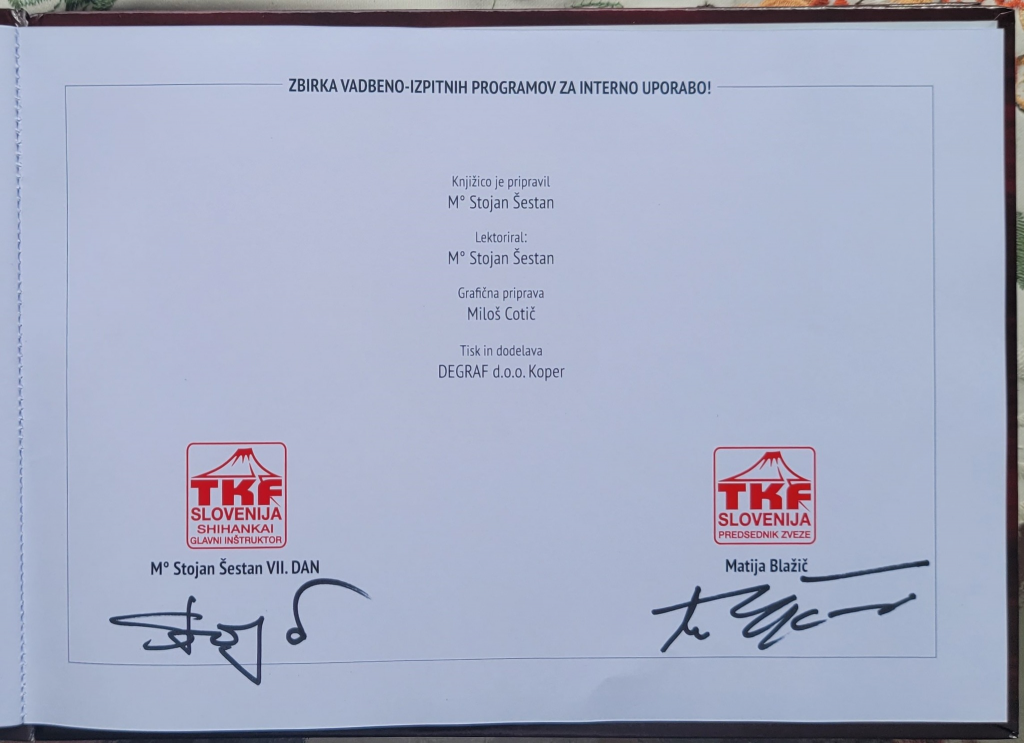 ZBIRKA VADBENO-IZPITNIH PROGRAMOV ZA INTERNO UPORABO!
Knjižico je pripravil
M° Stojan Šestan
Lektoriral:
M° Stojan Šestan
Grafična priprava
Miloš Cotič
Tisk in dodelava
DEGRAF d.o.o. Koper
TKF
SLOVENIJA
SHIHANKAI
GLAVNI INŠTRUKTOR
M° Stojan Šestan VII. DAN
TKF
SLOVENIJA
PREDSEDNIK ZVEZE
Matija Blažič